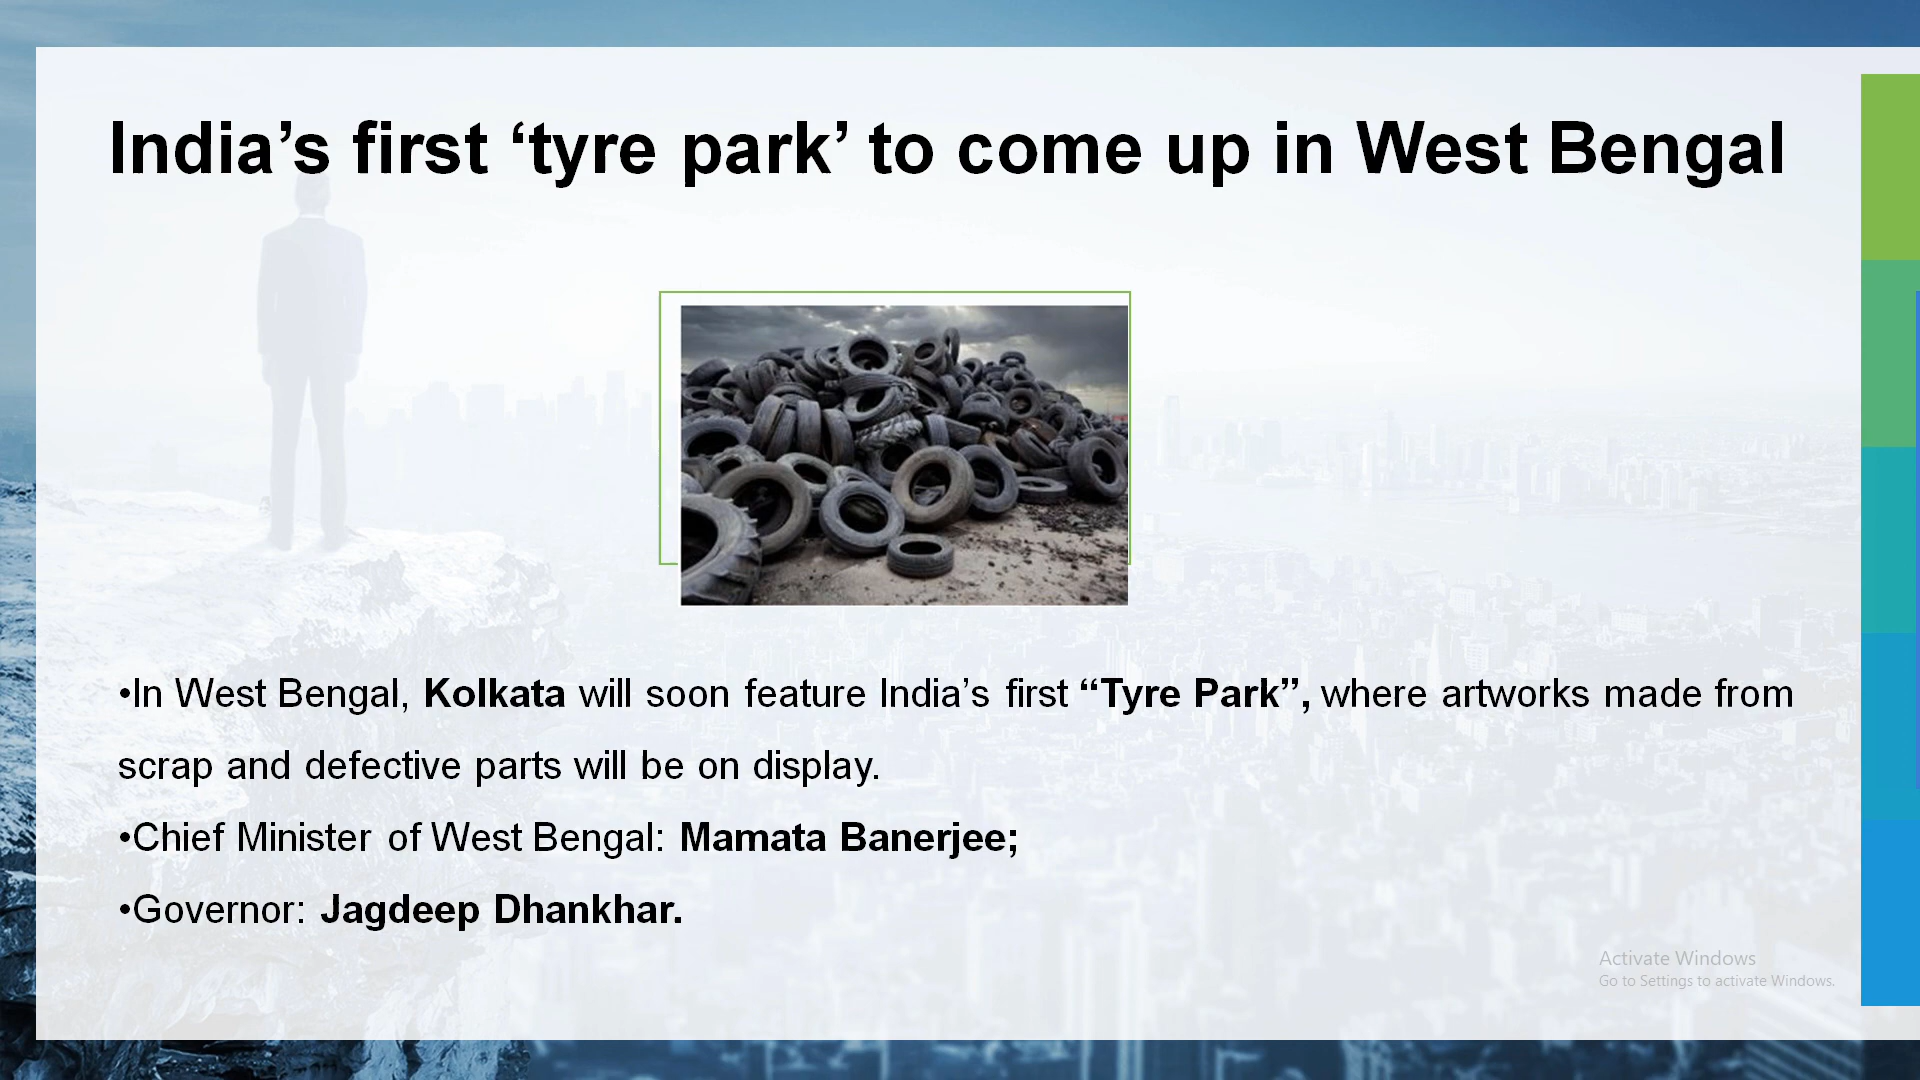 India’s first ‘tyre park’ to come up in West Bengal
•In West Bengal, Kolkata will soon feature India’s first “Tyre Park”, where artworks made from
scrap and defective parts will be on display.
•Chief Minister of West Bengal: Mamata Banerjee;
•Governor: Jagdeep Dhankhar.
Activate Windows
Go to Settings to activate Windows.